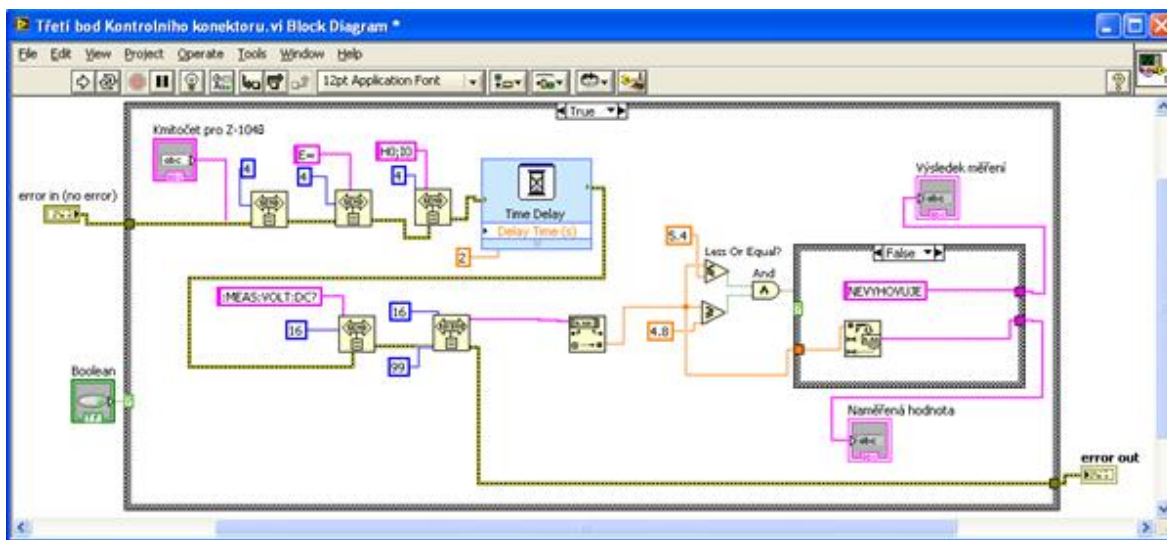 Třetí bod Kontrolního konektoru.vi Block Diagram *
File Edit View Project Operate Tools Window Help
12pt Application Font
True
Kmitočet pro Z-1048
abc
4
E=
4
H0;I0
4
error in (no error)
Time Delay
Delay Time (s)
2
Výsledek měření
abc
5.4
Less Or Equal?
And
False
:MEAS:VOLT:DC?
NEVYHOVUJE
16
16
4.8
99
Boolean
Naměřená hodnota
abc
error out